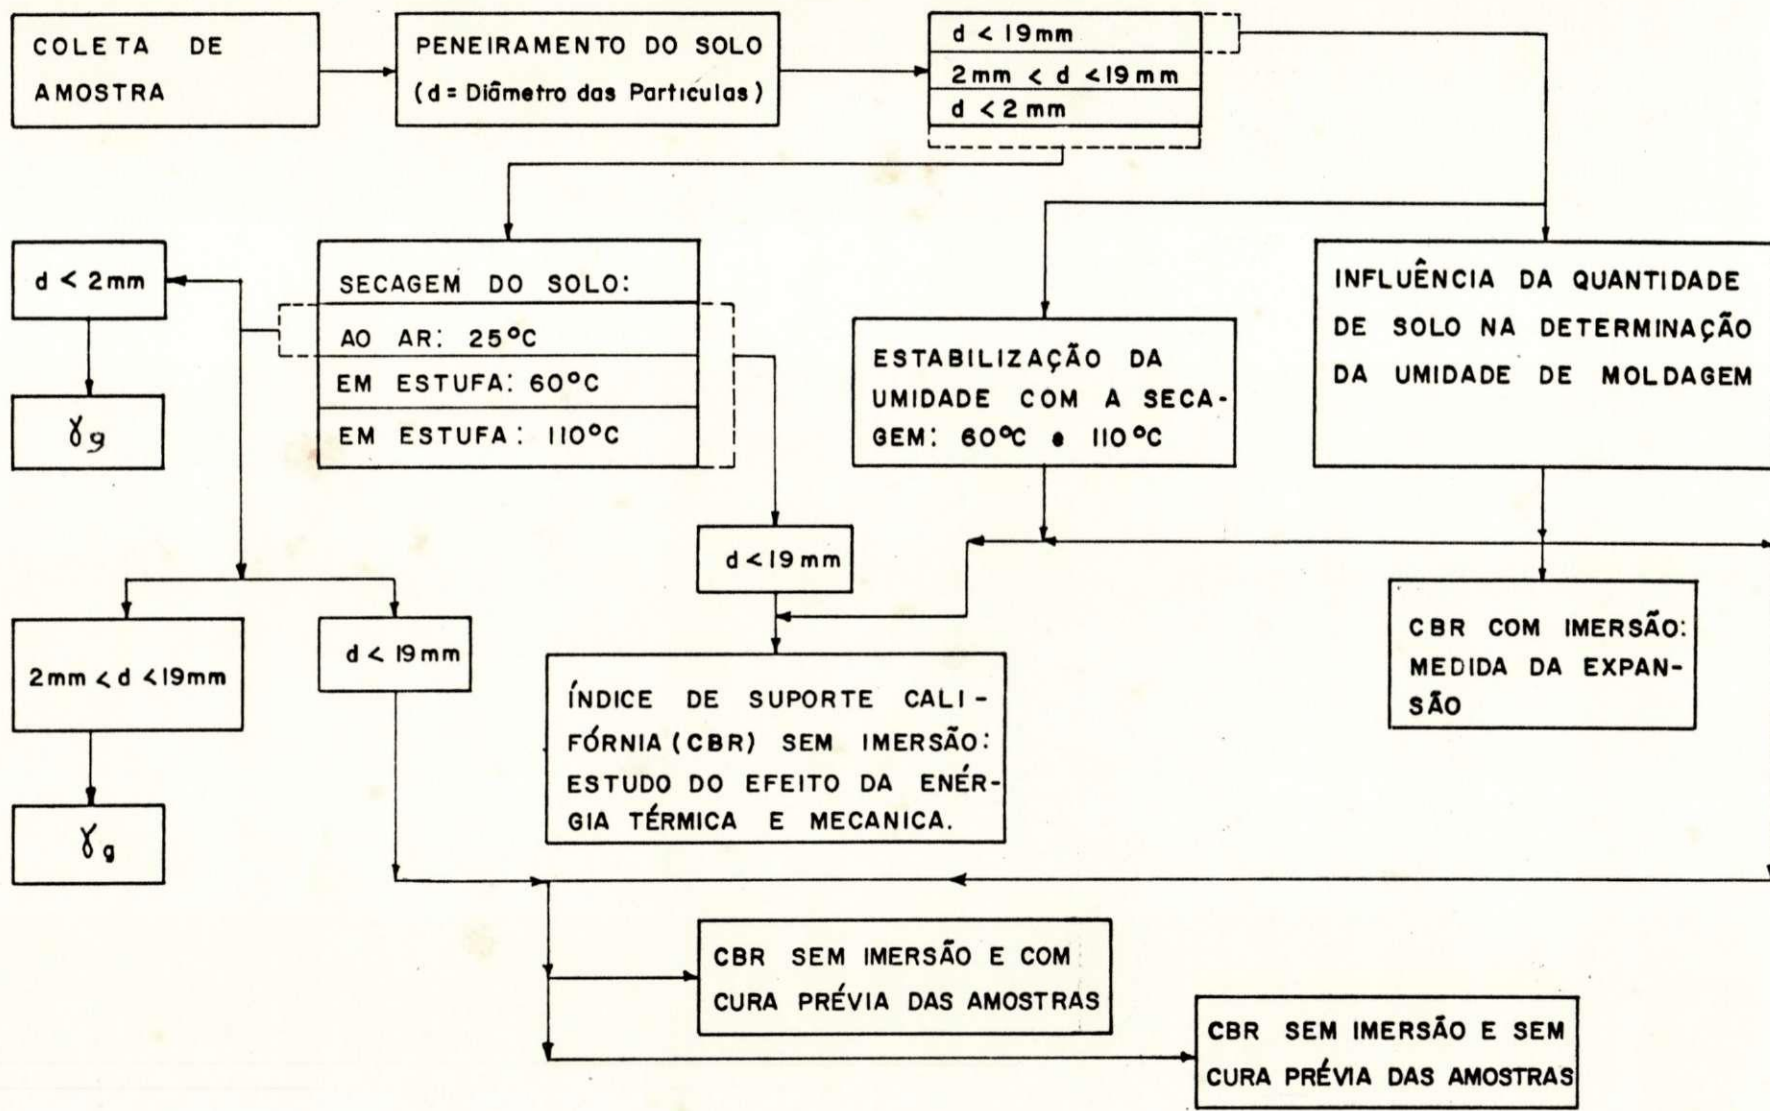 COLETA DE
AMOSTRA
PENEIRAMENTO DO SOLO
(d = Diâmetro das Particulas)
d < 19mm
2mm < d < 19mm
d < 2mm
d < 2mm
γg
SECAGEM DO SOLO:
AO AR: 25°C
EM ESTUFA: 60°C
EM ESTUFA: 110°C
ESTABILIZAÇÃO DA
UMIDADE COM A SECA-
GEM: 60°C e 110°C
INFLUÊNCIA DA QUANTIDADE
DE SOLO NA DETERMINAÇÃO
DA UMIDADE DE MOLDAGEM
d < 19mm
2mm < d < 19mm
γg
d < 19mm
ÍNDICE DE SUPORTE CALI-
FÓRNIA (CBR) SEM IMERSÃO:
ESTUDO DO EFEITO DA ENÉR-
GIA TÉRMICA E MECANICA.
CBR COM IMERSÃO:
MEDIDA DA EXPAN-
SÃO
CBR SEM IMERSÃO E COM
CURA PRÉVIA DAS AMOSTRAS
CBR SEM IMERSÃO E SEM
CURA PRÉVIA DAS AMOSTRAS